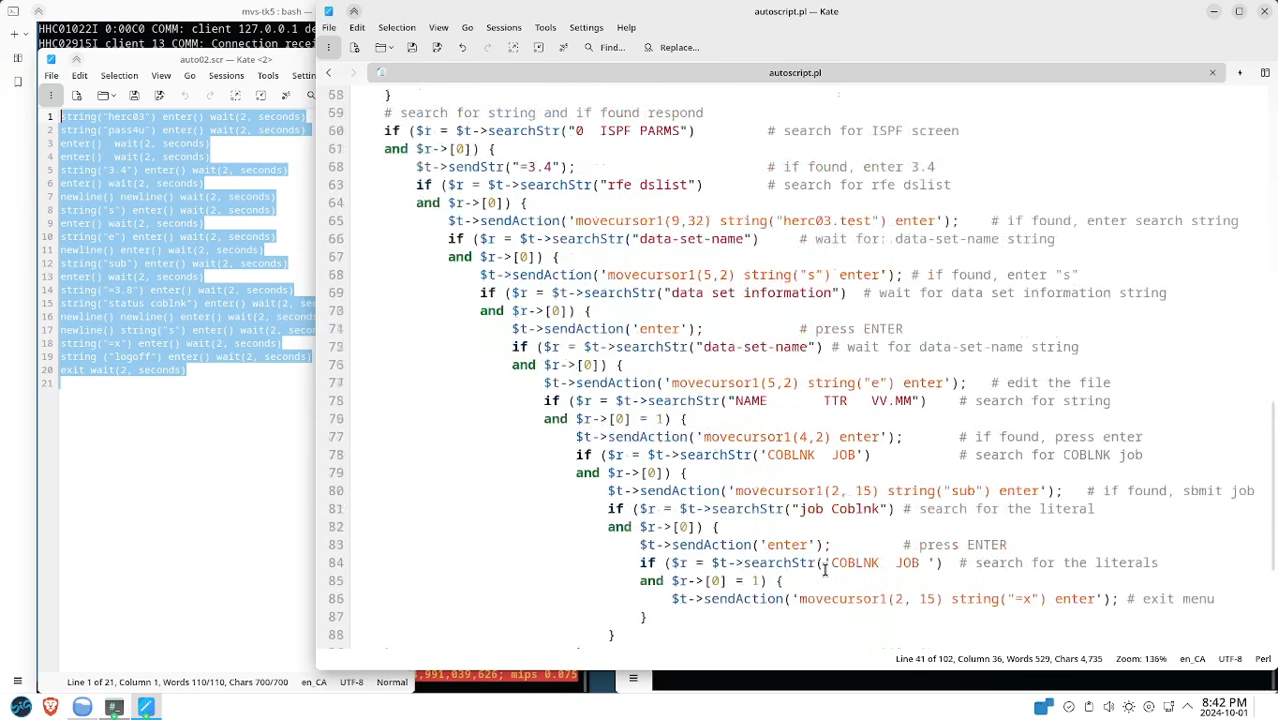 mvs-tk5 : bash —
HHC01022I 0:00C0 COMM: client 127.0.0.1 de
HHC02915I client 13 COMM: Connection recei
auto02.scr — Kate <2>
File Edit Selection View Go Sessions Tools Settin
1 string("herc03") enter() wait(2, seconds)
2 string("pass4u") enter() wait(2, seconds)
3 enter()  wait(2, seconds)
4 enter()  wait(2, seconds)
5 string("3.4") enter() wait(2, seconds)
6 enter() wait(2, seconds)
7 newline() newline() wait(2, seconds)
8 string("s") enter() wait(2, seconds)
9 enter() wait(2, seconds)
10 string("e") enter() wait(2, seconds)
11 newline() enter() wait(2, seconds)
12 string("sub") enter() wait(2, seconds)
13 enter() wait(2, seconds)
14 string("=3.8") enter() wait(2, seconds)
15 string("status coblnk") enter() wait(2, sec
16 newline() newline() enter() wait(2, seconds
17 newline() string("s") enter() wait(2, secon
18 string("=x") enter() wait(2, seconds)
19 string ("logoff") enter() wait(2, seconds)
20 exit wait(2, seconds)
21
Line 1 of 21, Column 1, Words 110/110, Chars 700/700 en_CA UTF-8 Normal
autoscript.pl — Kate
File Edit Selection View Go Sessions Tools Settings Help
Find... Replace...
autoscript.pl
58 }
59 # search for string and if found respond
60 if ($r = $t->searchStr("0  ISPF PARMS") # search for ISPF screen
and $r->[0]) {
$t->sendStr("=3.4"); # if found, enter 3.4
63 if ($r = $t->searchStr("rfe dslist") # search for rfe dslist
64 and $r->[0]) {
65 $t->sendAction('movecursor1(9,32) string("herc03.test") enter'); # if found, enter search string
66 if ($r = $t->searchStr("data-set-name") # wait for data-set-name string
67 and $r->[0]) {
68 $t->sendAction('movecursor1(5,2) string("s") enter'); # if found, enter "s"
69 if ($r = $t->searchStr("data set information") # wait for data set information string
and $r->[0]) {
$t->sendAction('enter'); # press ENTER
if ($r = $t->searchStr("data-set-name") # wait for data-set-name string
and $r->[0]) {
$t->sendAction('movecursor1(5,2) string("e") enter'); # edit the file
if ($r = $t->searchStr("NAME       TTR   VV.MM") # search for string
and $r->[0] = 1) {
77 $t->sendAction('movecursor1(4,2) enter'); # if found, press enter
78 if ($r = $t->searchStr('COBLNK  JOB') # search for COBLNK job
79 and $r->[0]) {
80 $t->sendAction('movecursor1(2, 15) string("sub") enter'); # if found, sbmit job
81 if ($r = $t->searchStr("job Coblnk") # search for the literal
82 and $r->[0]) {
83 $t->sendAction('enter'); # press ENTER
84 if ($r = $t->searchStr('COBLNK  JOB ') # search for the literals
85 and $r->[0] = 1) {
86 $t->sendAction('movecursor1(2, 15) string("=x") enter'); # exit menu
87 }
88 }
Line 41 of 102, Column 36, Words 529, Chars 4,735 Zoom: 136% en_CA UTF-8 Perl
,991,039,626; mips 0.075
8:42 PM
2024-10-01